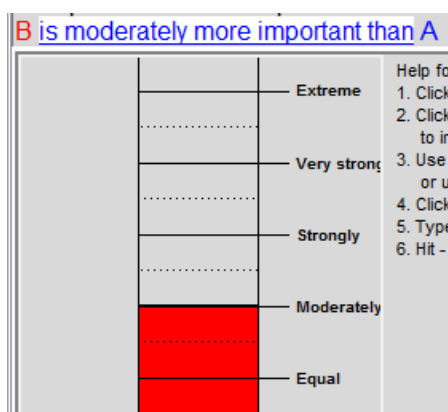 B is moderately more important than A
Extreme
Very strong
Strongly
Moderately
Equal
Help fo
1. Click
2. Click
to i
3. Use
or u
4. Click
5. Type
6. Hit -